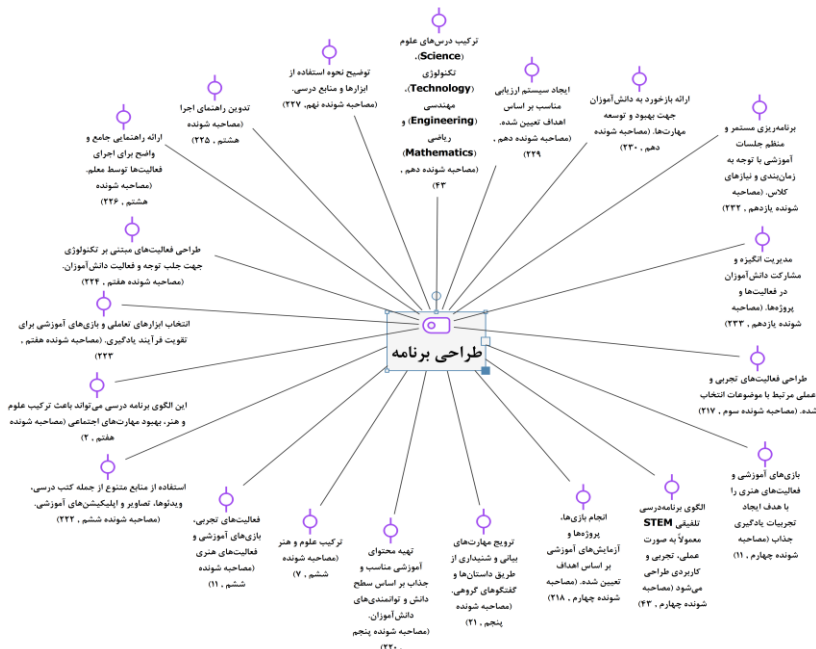 ترکیب درس‌های علوم
(Science)،
تکنولوژی
(Technology)،
مهندسی
(Engineering) و
ریاضی
(Mathematics)
(مصاحبه شونده دهم ,
۴۳)
توضیح نحوه استفاده از
ابزارها و منابع درسی.
(مصاحبه شونده نهم, ۲۲۷)
ایجاد سیستم ارزیابی
مناسب بر اساس
اهداف تعیین شده.
(مصاحبه شونده دهم ,
۲۲۹)
ارائه بازخورد به دانش‌آموزان
جهت بهبود و توسعه
مهارت‌ها. (مصاحبه شونده
دهم , ۲۳۰)
برنامه‌ریزی مستمر و
منظم جلسات
آموزشی با توجه به
زمان‌بندی و نیازهای
کلاس. (مصاحبه
شونده یازدهم , ۲۳۲)
تدوین راهنمای اجرا
(مصاحبه شونده
هشتم , ۲۲۵)
ارائه راهنمایی جامع و
واضح برای اجرای
فعالیت‌ها توسط معلم.
(مصاحبه شونده
هشتم , ۲۲۶)
مدیریت انگیزه و
مشارکت دانش‌آموزان
در فعالیت‌ها و
پروژه‌ها. (مصاحبه
شونده یازدهم , ۲۳۳)
طراحی فعالیت‌های مبتنی بر تکنولوژی
جهت جلب توجه و فعالیت دانش‌آموزان.
(مصاحبه شونده هفتم , ۲۲۴)
انتخاب ابزارهای تعاملی و بازی‌های آموزشی برای
تقویت فرآیند یادگیری. (مصاحبه شونده هفتم ,
۲۲۳
طراحی برنامه
طراحی فعالیت‌های تجربی و
عملی مرتبط با موضوعات انتخاب
شده. (مصاحبه شونده سوم , ۲۱۷)
این الگوی برنامه درسی می‌تواند باعث ترکیب علوم
و هنر، بهبود مهارت‌های اجتماعی (مصاحبه شونده
هفتم , ۲)
بازی‌های آموزشی و
فعالیت‌های هنری را
با هدف ایجاد
تجربیات یادگیری
جذاب (مصاحبه
شونده چهارم , ۱۱)
استفاده از منابع متنوع از جمله کتب درسی،
ویدئوها، تصاویر و اپلیکیشن‌های آموزشی.
(مصاحبه شونده ششم , ۲۲۲)
فعالیت‌های تجربی،
بازی‌های آموزشی و
فعالیت‌های هنری
(مصاحبه شونده
ششم , ۱۱)
ترکیب علوم و هنر
(مصاحبه شونده
ششم , ۷)
تهیه محتوای
آموزشی مناسب و
جذاب بر اساس سطح
دانش و توانمندی‌های
دانش‌آموزان.
(مصاحبه شونده پنجم
ترویج مهارت‌های
بیانی و شنیداری از
طریق داستان‌ها و
گفتگوهای گروهی.
(مصاحبه شونده
پنجم , ۲۱)
انجام بازی‌ها،
پروژه‌ها و
آزمایش‌های آموزشی
بر اساس اهداف
تعیین شده. (مصاحبه
شونده چهارم , ۲۱۸)
الگوی برنامه‌درسی
تلفیقی STEM
معمولاً به صورت
عملی، تجربی و
کاربردی طراحی
می‌شود (مصاحبه
شونده چهارم , ۴۳)